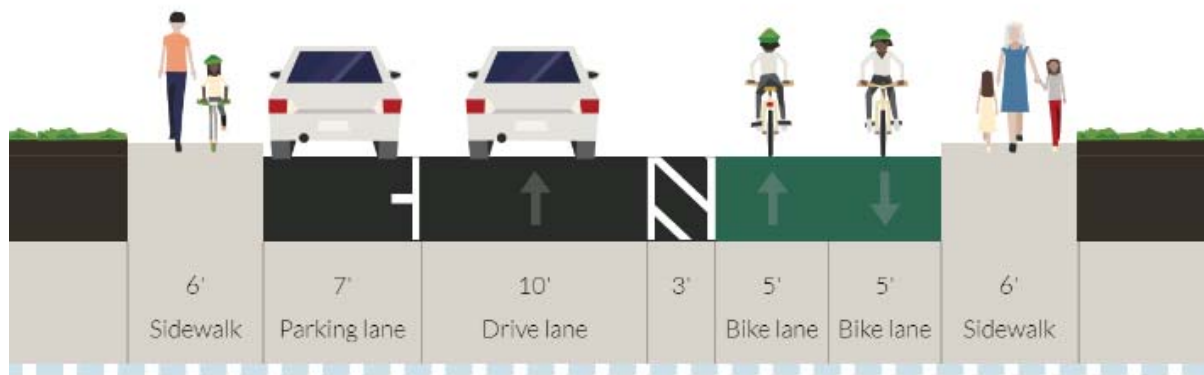 6' 7' 10' 3' 5' 5' 6'
Sidewalk Parking lane Drive lane Bike lane Bike lane Sidewalk